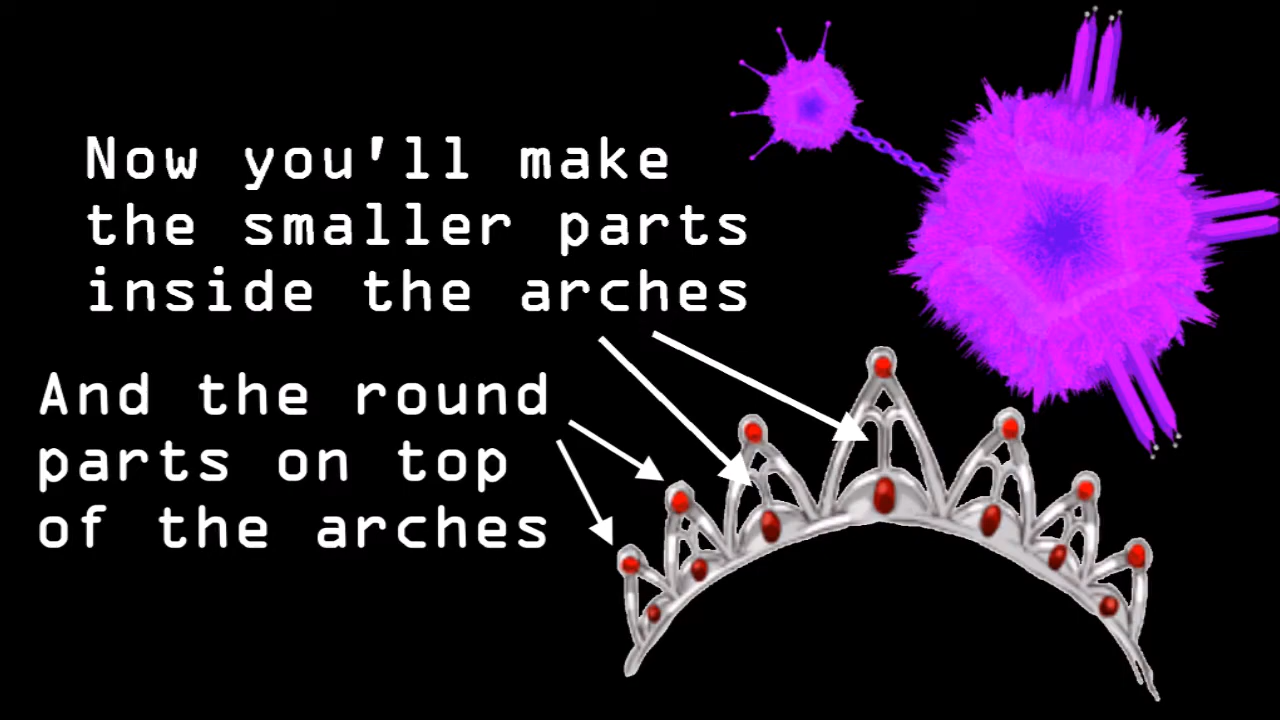 Now you'll make
the smaller parts
inside the arches
And the round
parts on top
of the arches